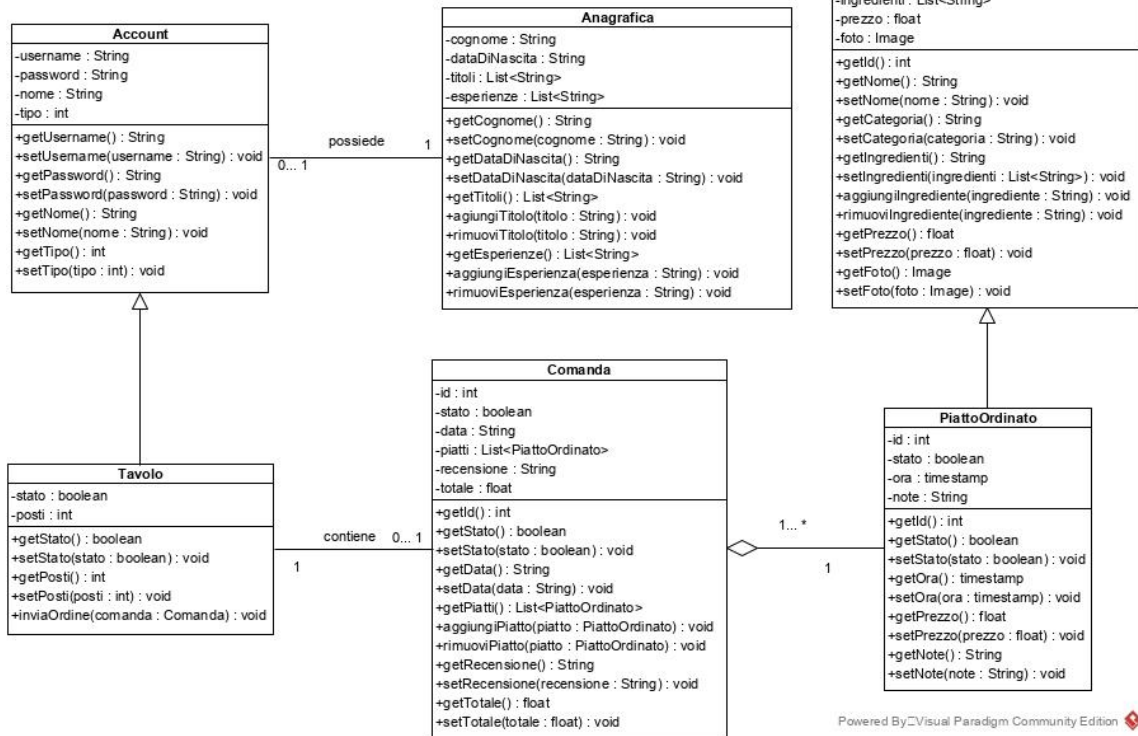 Account
-username : String
-password : String
-nome : String
-tipo : int
+getUsername() : String
+setUsername(username : String) : void
+getPassword() : String
+setPassword(password : String) : void
+getNome() : String
+setNome(nome : String) : void
+getTipo() : int
+setTipo(tipo : int) : void
possiede
0... 1
1
Anagrafica
-cognome : String
-dataDiNascita : String
-titoli : List<String>
-esperienze : List<String>
+getCognome() : String
+setCognome(cognome : String) : void
+getDataDiNascita() : String
+setDataDiNascita(dataDiNascita : String) : void
+getTitoli() : List<String>
+agiungiTitolo(titolo : String) : void
+rimuoviTitolo(titolo : String) : void
+getEsperienze() : List<String>
+aggiungiEsperienza(esperienza : String) : void
+rimuoviEsperienza(esperienza : String) : void
-ingredienti : List<String>
-prezzo : float
-foto : Image
+getId() : int
+getNome() : String
+setNome(nome : String) : void
+getCategoria() : String
+setCategoria(categoria : String) : void
+getIngredienti() : String
+setIngredienti(ingredienti : List<String>) : void
+aggiungiIngrediente(ingrediente : String) : void
+rimuoviIngrediente(ingrediente : String) : void
+getPrezzo() : float
+setPrezzo(prezzo : float) : void
+getFoto() : Image
+setFoto(foto : Image) : void
Tavolo
-stato : boolean
-posti : int
+getStato() : boolean
+setStato(stato : boolean) : void
+getPosti() : int
+setPosti(posti : int) : void
+inviaOrdine(comanda : Comanda) : void
contiene
0... 1
1
Comanda
-id : int
-stato : boolean
-data : String
-piatti : List<PiattoOrdinato>
-recensione : String
-totale : float
+getId() : int
+getStato() : boolean
+setStato(stato : boolean) : void
+getData() : String
+setData(data : String) : void
+getPiatti() : List<PiattoOrdinato>
+aggiungiPiatto(piatto : PiattoOrdinato) : void
+rimuoviPiatto(piatto : PiattoOrdinato) : void
+getRecensione() : String
+setRecensione(recensione : String) : void
+getTotale() : float
+setTotale(totale : float) : void
1... *
1
PiattoOrdinato
-id : int
-stato : boolean
-ora : timestamp
-note : String
+getId() : int
+getStato() : boolean
+setStato(stato : boolean) : void
+getOra() : timestamp
+setOra(ora : timestamp) : void
+getPrezzo() : float
+setPrezzo(prezzo : float) : void
+getNote() : String
+setNote(note : String) : void
Powered By Visual Paradigm Community Edition